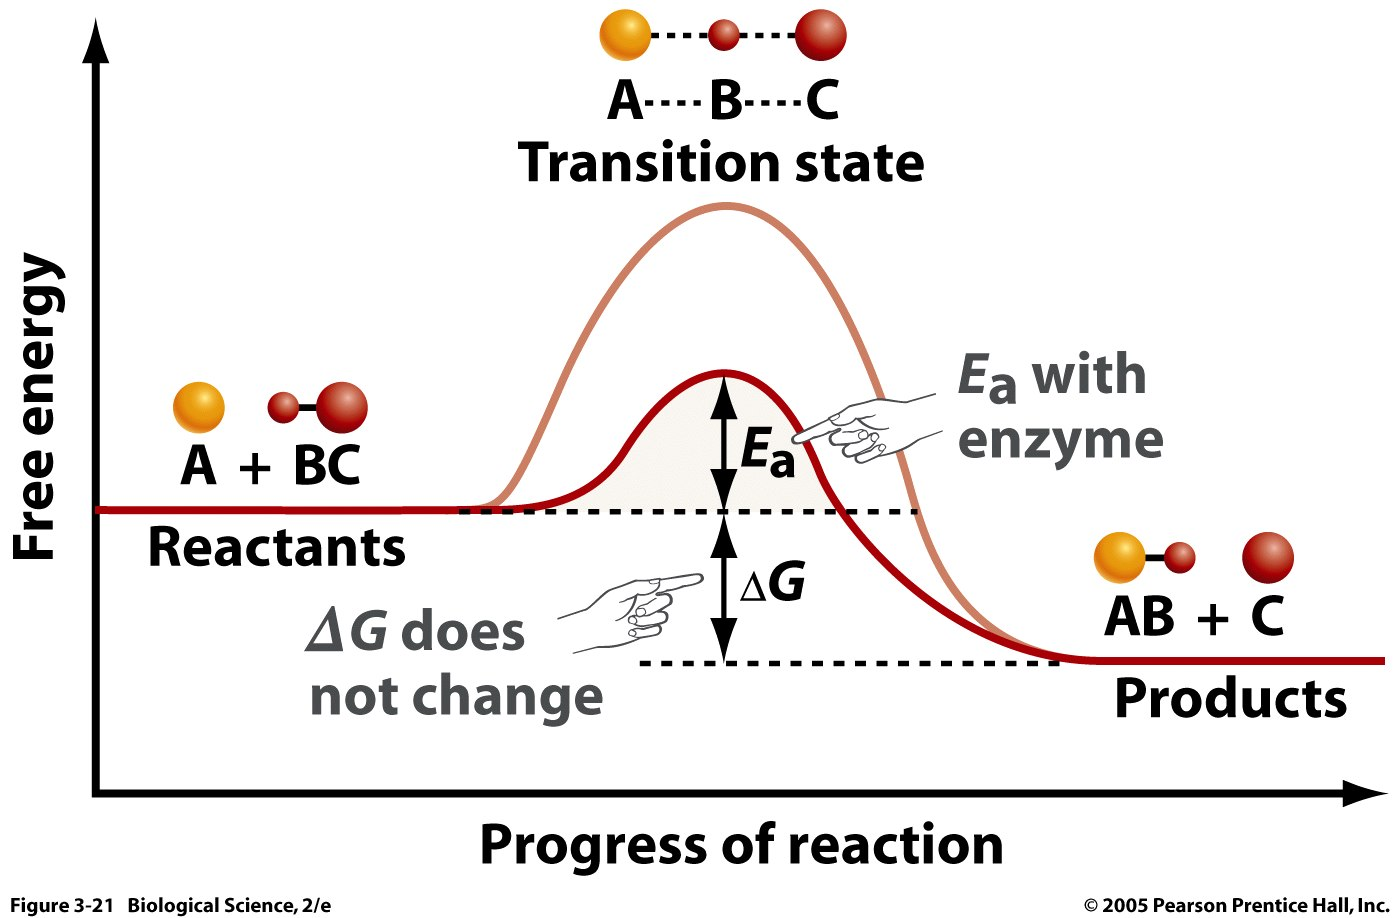 A----B----C
Transition state
Free energy
A + BC
Reactants
Ea with
enzyme
Ea
ΔG
ΔG does
not change
AB + C
Products
Progress of reaction
Figure 3-21 Biological Science, 2/e
© 2005 Pearson Prentice Hall, Inc.